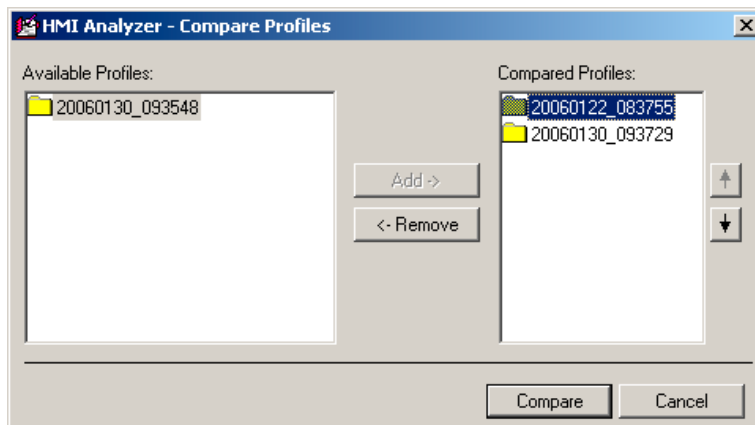 HMI Analyzer - Compare Profiles
Available Profiles:
20060130_093548
Add ->
<- Remove
Compared Profiles:
20060122_083755
20060130_093729
Compare
Cancel